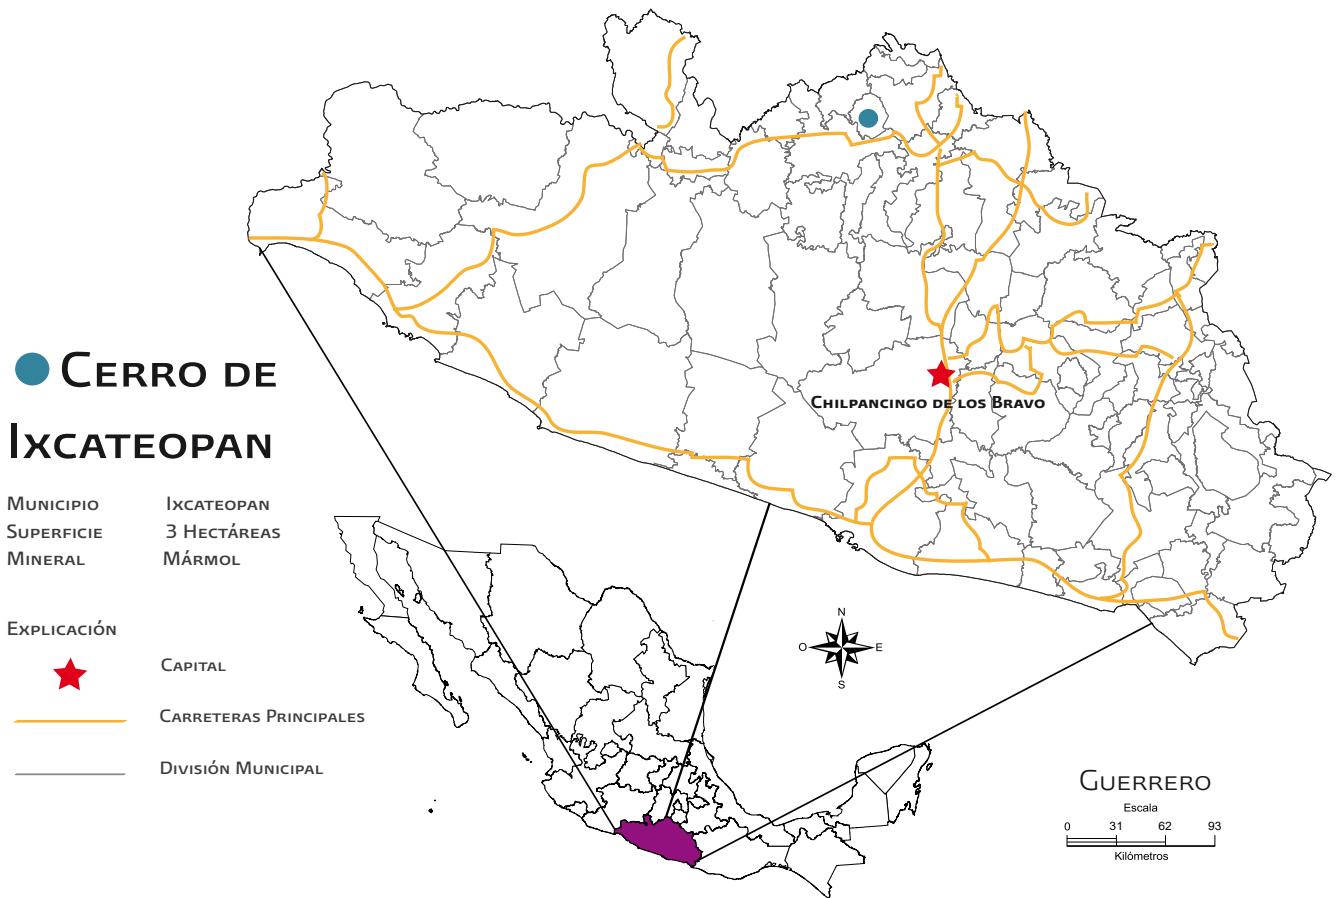 Cerro de
Ixcateopan
Municipio Ixcateopan
Superficie 3 Hectáreas
Mineral Mármol
Explicación
Capital
Carreteras Principales
División Municipal
Chilpancingo de los Bravo
N
O E
S
Guerrero
Escala
0 31 62 93
Kilómetros